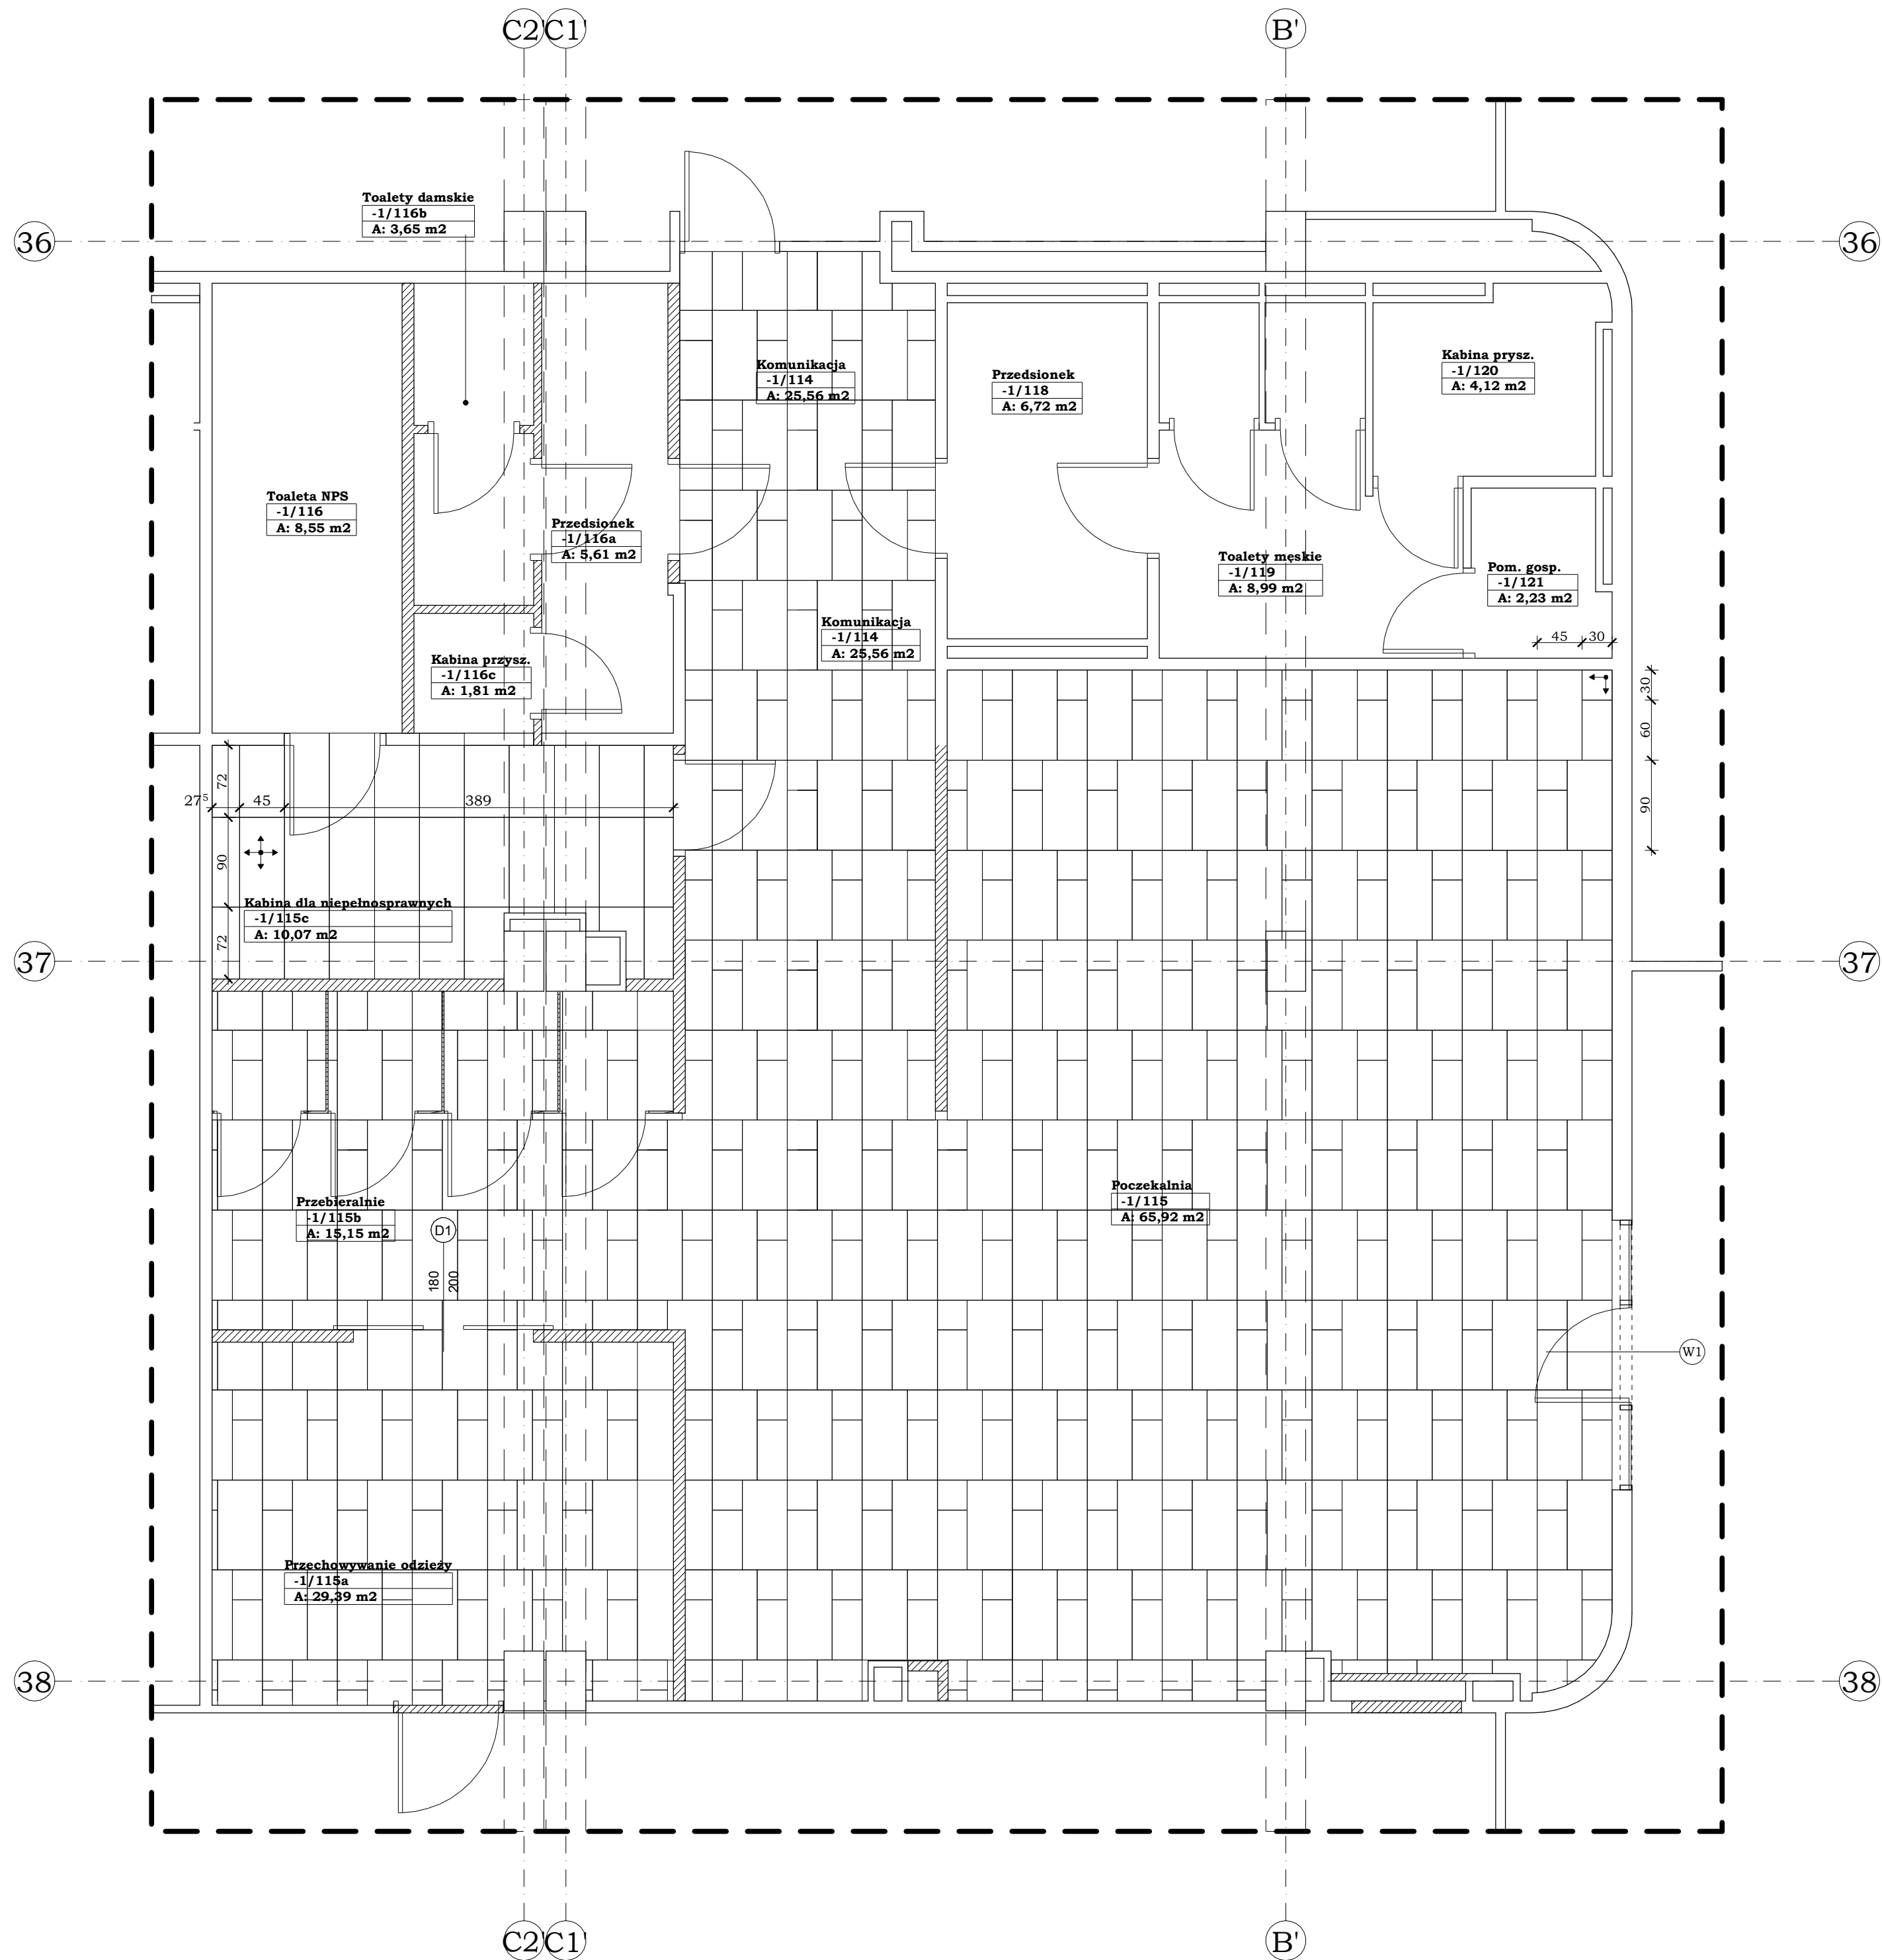 C2'
C1'
B'
Toalety damskie
-1/116b
A: 3,65 m2
36
36
Komunikacja
-1/114
A: 25,56 m2
Przedsionek
-1/118
A: 6,72 m2
Kabina prysz.
-1/120
A: 4,12 m2
Toaleta NPS
-1/116
A: 8,55 m2
Przedsionek
-1/116a
A: 5,61 m2
Toalety męskie
-1/119
A: 8,99 m2
Pom. gosp.
-1/121
A: 2,23 m2
Komunikacja
-1/114
A: 25,56 m2
45
30
Kabina przysz.
-1/116c
A: 1,81 m2
30
60
90
72
27⁵
45
389
90
72
Kabina dla niepełnosprawnych
-1/115c
A: 10,07 m2
37
37
Przebieralnie
-1/115b
A: 15,15 m2
D1
180
200
Poczekalnia
-1/115
A: 65,92 m2
W1
Przechowywanie odzieży
-1/115a
A: 29,39 m2
38
38
C2'
C1'
B'